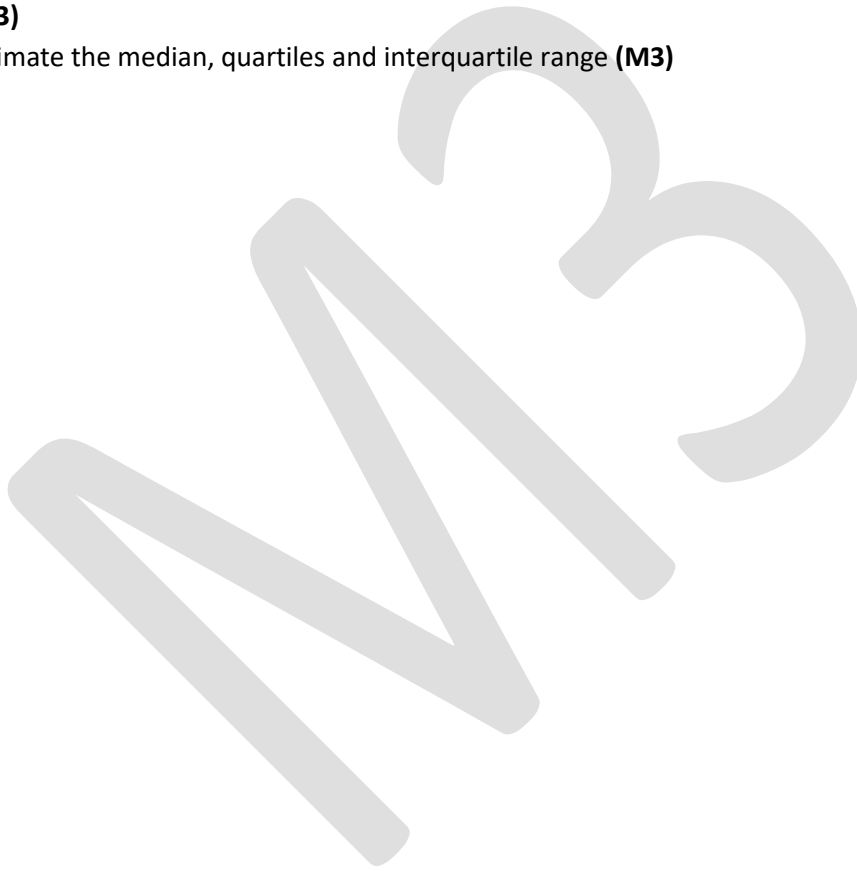 3)
imate the median, quartiles and interquartile range (M3)
M3